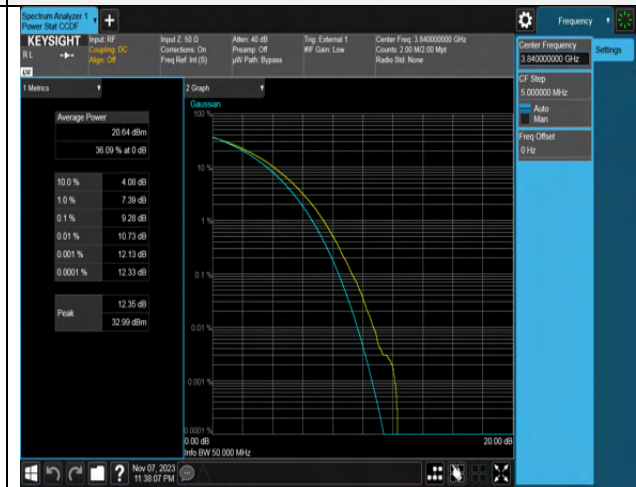 Spectrum Analyzer 1
Power Stat CCDF
Frequency
KEYSIGHT
Input: RF
Coupling: DC
Align: Off
Input Z: 50 Ω
Corrections: On
Freq Ref: Int (S)
Atten: 40 dB
Preamp: Off
µW Path: Bypass
Trig: External 1
#IF Gain: Low
Center Freq: 3.840000000 GHz
Counts: 2.00 M/2.00 Mpt
Radio Std: None
R L
Center Frequency
3.840000000 GHz
Settings
CF Step
5.000000 MHz
Auto
Man
Freq Offset
0 Hz
1 Metrics
Average Power
20.64 dBm
36.09 % at 0 dB
10.0 % 4.08 dB
1.0 % 7.39 dB
0.1 % 9.28 dB
0.01 % 10.73 dB
0.001 % 12.13 dB
0.0001 % 12.33 dB
Peak
12.35 dB
32.99 dBm
2 Graph
Gaussian
100 %
10 %
1 %
0.1 %
0.01 %
0.001 %
0.0001 %
0.00 dB
20.00 dB
Info BW 50.000 MHz
Nov 07, 2023
11:38:07 PM